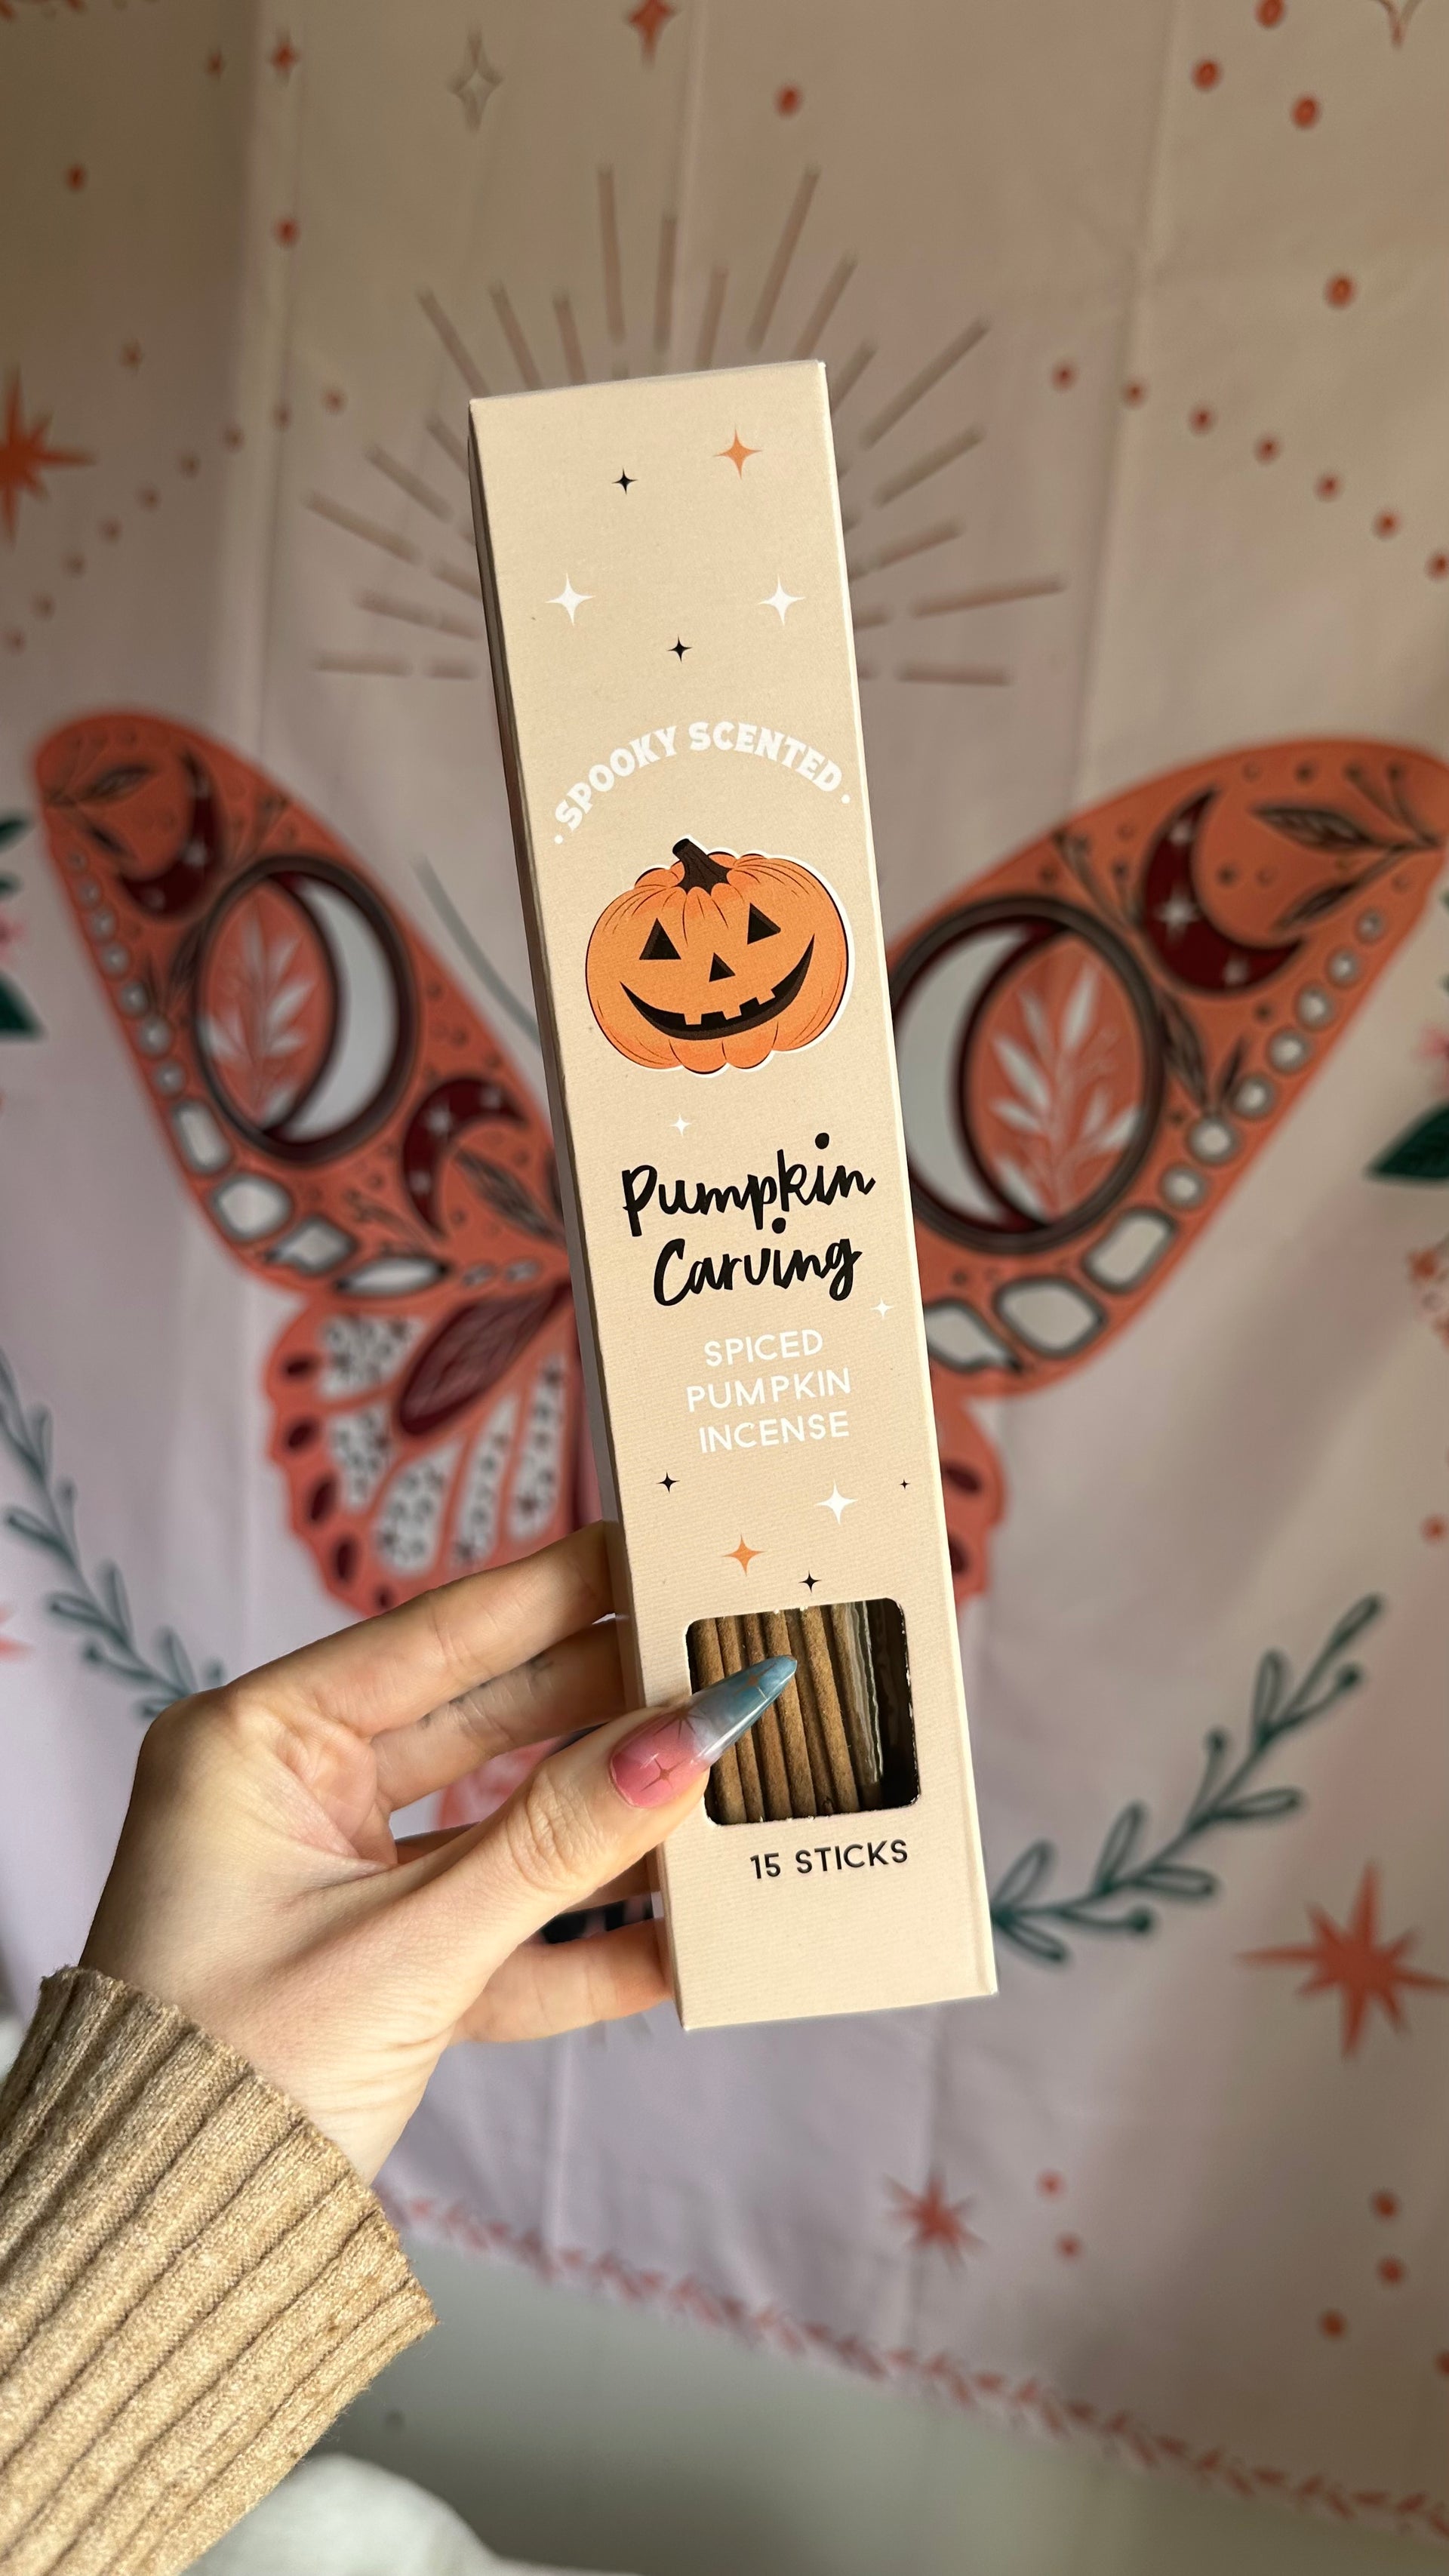 • SPOOKY SCENTED •
Pumpkin
Carving
SPICED
PUMPKIN
INCENSE
15 STICKS